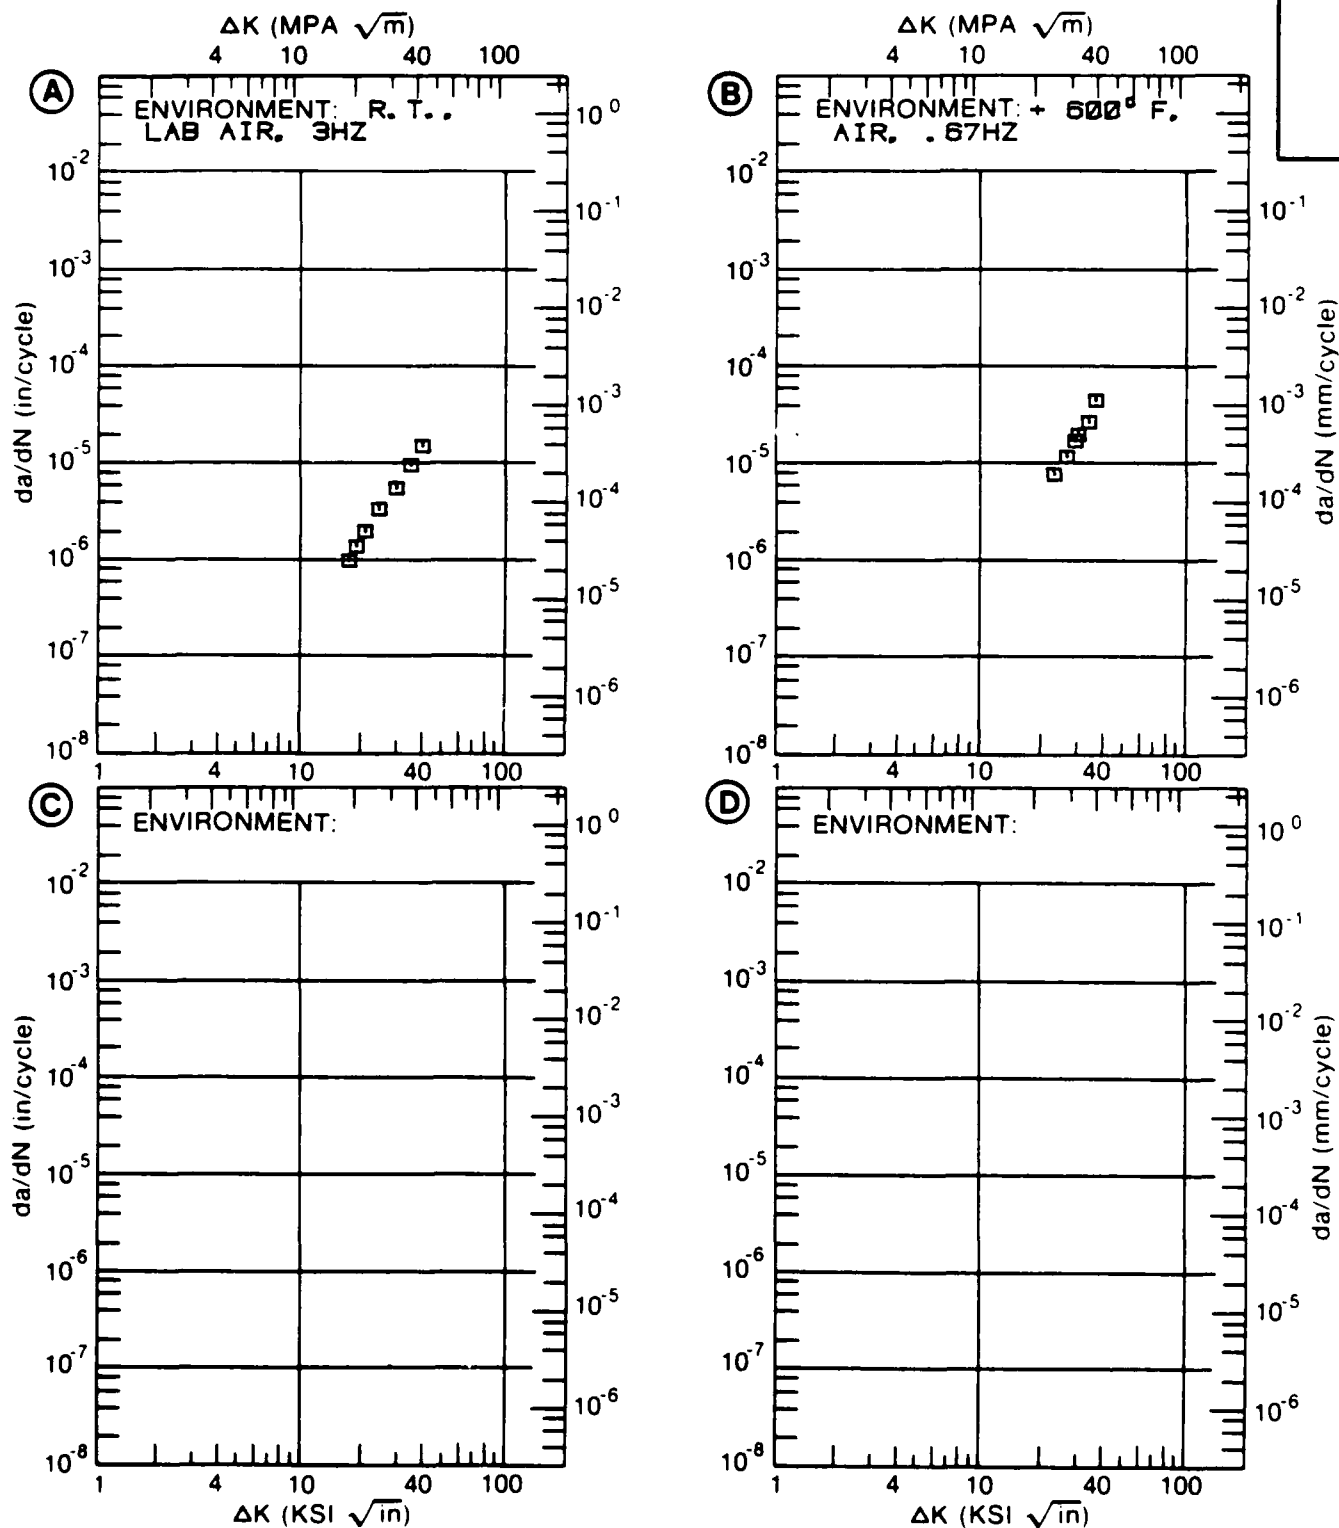 ΔK (MPA √m)
4 10 40 100
A
ENVIRONMENT: R.T.,
LAB AIR, 3HZ
10^0
10^-2
10^-1
10^-3
10^-2
10^-4
10^-3
10^-5
10^-4
10^-6
10^-5
10^-7
10^-6
10^-8
da/dN (in/cycle)
1 4 10 40 100
ΔK (MPA √m)
4 10 40 100
B
ENVIRONMENT: + 600° F,
AIR, .67HZ
10^-2
10^-1
10^-3
10^-2
10^-4
10^-3
10^-5
10^-4
10^-6
10^-5
10^-7
10^-6
10^-8
da/dN (mm/cycle)
1 4 10 40 100
C
ENVIRONMENT:
10^0
10^-2
10^-1
10^-3
10^-2
10^-4
10^-3
10^-5
10^-4
10^-6
10^-5
10^-7
10^-6
10^-8
da/dN (in/cycle)
1 4 10 40 100
ΔK (KSI √in)
D
ENVIRONMENT:
10^0
10^-2
10^-1
10^-3
10^-2
10^-4
10^-3
10^-5
10^-4
10^-6
10^-5
10^-7
10^-6
10^-8
da/dN (mm/cycle)
1 4 10 40 100
ΔK (KSI √in)